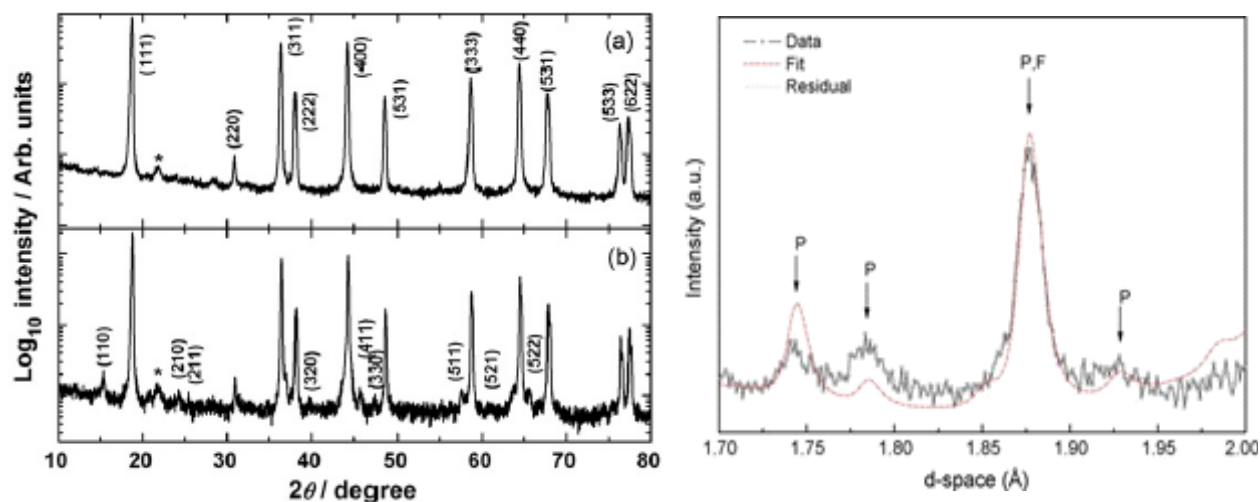 Log10 intensity / Arb. units
(a)
(111)
*
(220)
(311)
(222)
(400)
(531)
(333)
(440)
(531)
(533)
(622)
(b)
(110)
*
(210)
(211)
(320)
(411)
(330)
(511)
(521)
(522)
10 20 30 40 50 60 70 80
2θ / degree
Data
Fit
Residual
P
P
P,F
P
Intensity (a.u.)
1.70 1.75 1.80 1.85 1.90 1.95 2.00
d-space (Å)